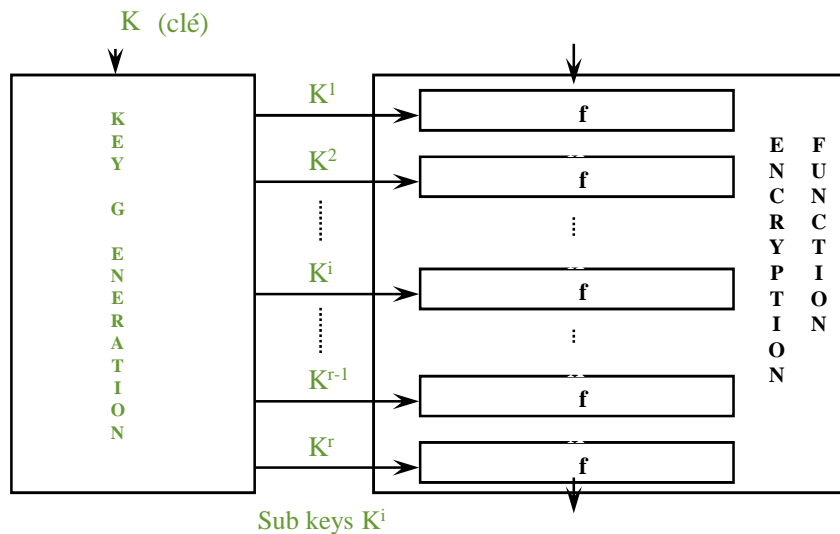 K (clé)
KEY G ENERATION
K¹
K²
Kⁱ
Kʳ⁻¹
Kʳ
Sub keys Kⁱ
f
f
f
f
f
ENCRYPTION
FUNCTION